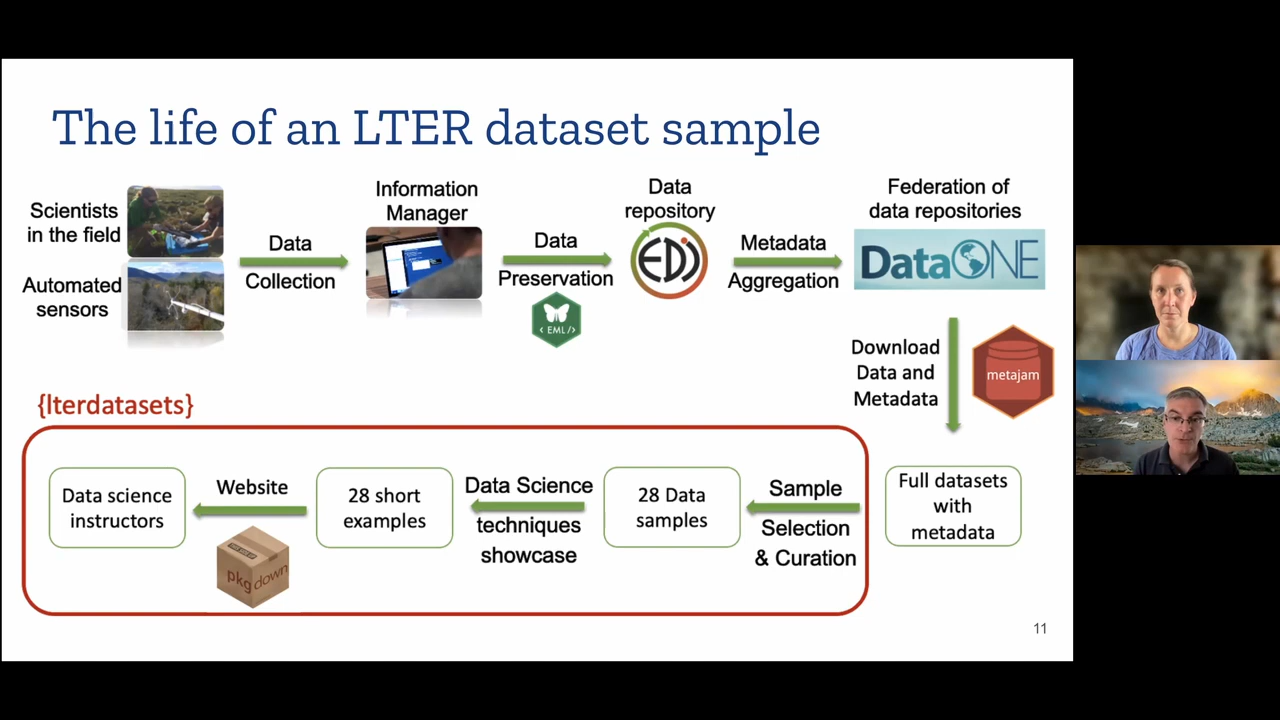 The life of an LTER dataset sample
Scientists
in the field
Automated
sensors
Data
Collection
Information
Manager
Data
Preservation
< EML />
Data
repository
EDI
Metadata
Aggregation
Federation of
data repositories
DataONE
Download
Data and
Metadata
metajam
{lterdatasets}
Data science
instructors
Website
pkgdown
28 short
examples
Data Science
techniques
showcase
28 Data
samples
Sample
Selection
& Curation
Full datasets
with
metadata
11